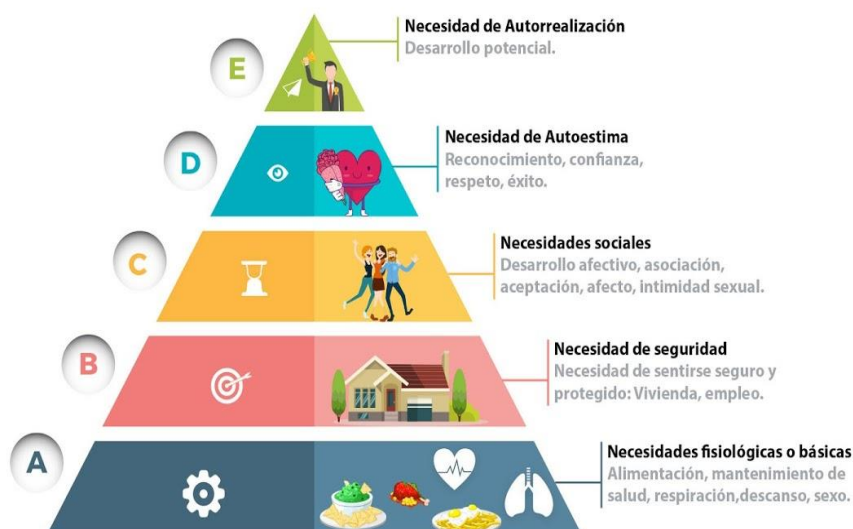 E
Necesidad de Autorrealización
Desarrollo potencial.
D
Necesidad de Autoestima
Reconocimiento, confianza,
respeto, éxito.
C
Necesidades sociales
Desarrollo afectivo, asociación,
aceptación, afecto, intimidad sexual.
B
Necesidad de seguridad
Necesidad de sentirse seguro y
protegido: Vivienda, empleo.
A
Necesidades fisiológicas o básicas
Alimentación, mantenimiento de
salud, respiración,descanso, sexo.